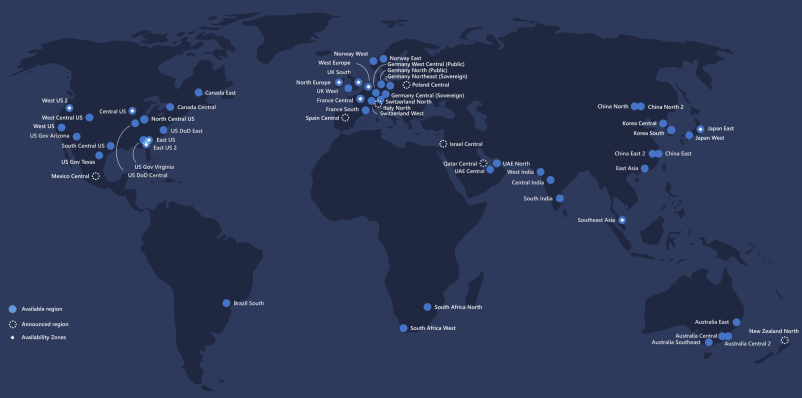 Norway West
Norway East
West Europe
Germany West Central (Public)
Germany North (Public)
UK South
Germany Northeast (Sovereign)
North Europe
Poland Central
UK West
Germany Central (Sovereign)
France Central
Switzerland North
Italy North
France South
Switzerland West
Spain Central
Canada East
West US 2
Canada Central
Central US
West Central US
North Central US
West US
US DoD East
US Gov Arizona
East US
South Central US
East US 2
US Gov Texas
US Gov Virginia
Mexico Central
US DoD Central
Israel Central
Qatar Central
UAE North
UAE Central
West India
Central India
South India
China North
China North 2
Korea Central
Japan East
Korea South
Japan West
China East 2
China East
East Asia
Southeast Asia
Brazil South
South Africa North
South Africa West
Australia East
New Zealand North
Australia Central
Australia Southeast
Australia Central 2
Available region
Announced region
Availability Zones